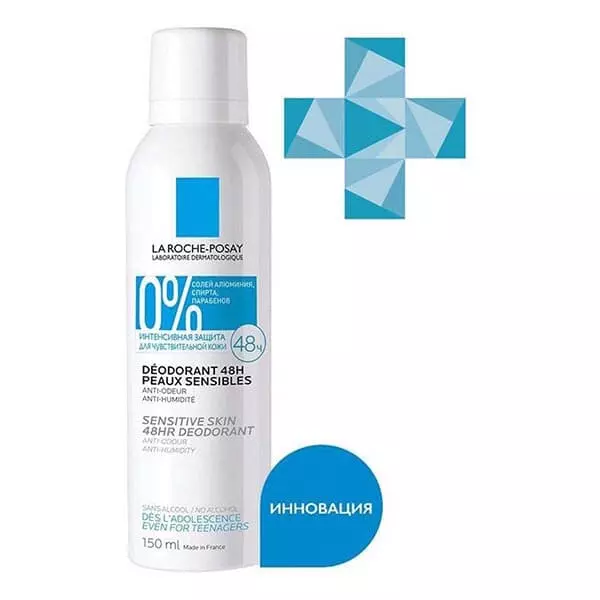 LA ROCHE-POSAY
LABORATOIRE DERMATOLOGIQUE
0%
СОЛЕЙ АЛЮМИНИЯ,
СПИРТА,
ПАРАБЕНОВ
ИНТЕНСИВНАЯ ЗАЩИТА
ДЛЯ ЧУВСТВИТЕЛЬНОЙ КОЖИ
48ч
DÉODORANT 48H
PEAUX SENSIBLES
ANTI-ODEUR
ANTI-HUMIDITÉ
SENSITIVE SKIN
48HR DEODORANT
ANTI-ODOUR
ANTI-HUMIDITY
SANS ALCOOL / NO ALCOHOL
DÈS L'ADOLESCENCE
EVEN FOR TEENAGERS
150 ml Made in France
ИННОВАЦИЯ